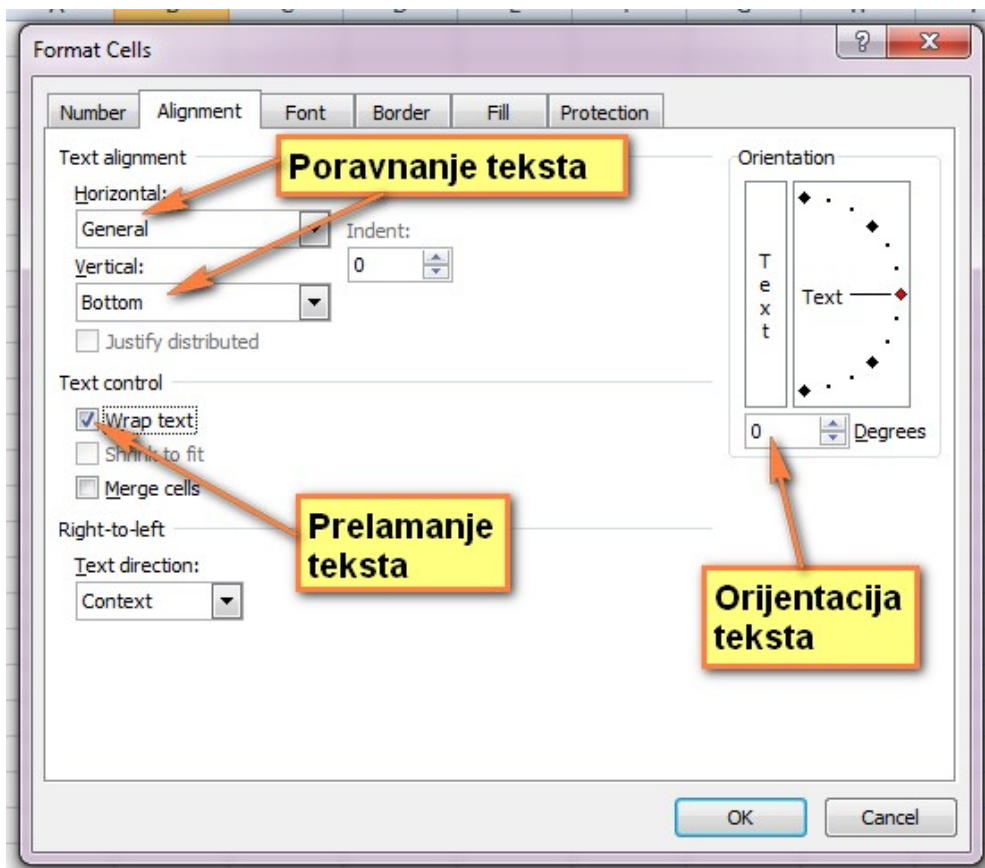 Format Cells
Number Alignment Font Border Fill Protection
Text alignment
Poravnanje teksta
Horizontal:
General
Indent:
Vertical:
0
Bottom
Justify distributed
Text control
Wrap text
Shrink to fit
Merge cells
Prelamanje
teksta
Right-to-left
Text direction:
Context
Orientation
Text
Text
0 Degrees
Orijentacija
teksta
OK Cancel